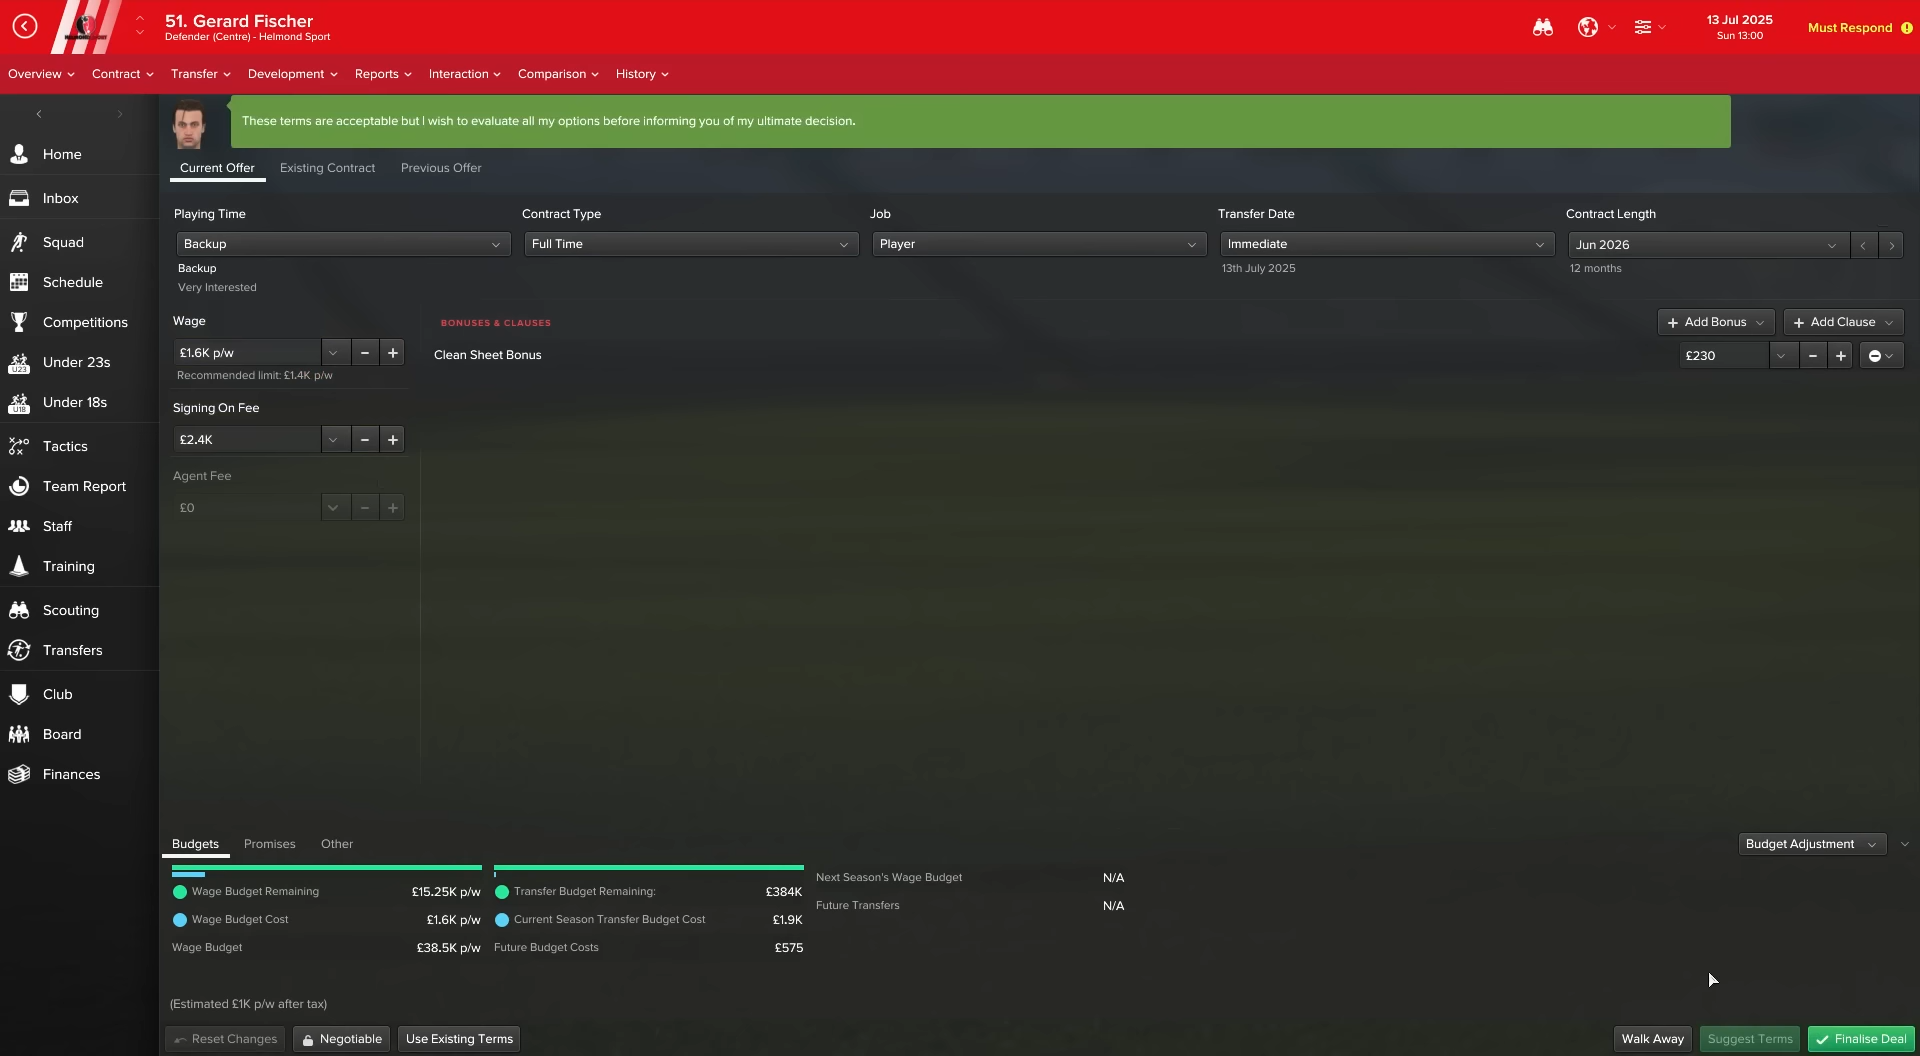 51. Gerard Fischer
Defender (Centre) - Helmond Sport
13 Jul 2025
Sun 13:00
Must Respond
Overview
Contract
Transfer
Development
Reports
Interaction
Comparison
History
These terms are acceptable but I wish to evaluate all my options before informing you of my ultimate decision.
Home
Inbox
Squad
Schedule
Competitions
U23
Under 23s
U18
Under 18s
Tactics
Team Report
Staff
Training
Scouting
Transfers
Club
Board
Finances
Current Offer
Existing Contract
Previous Offer
Playing Time
Contract Type
Job
Transfer Date
Contract Length
Backup
Full Time
Player
Immediate
Jun 2026
Backup
13th July 2025
12 months
Very Interested
Wage
BONUSES & CLAUSES
Add Bonus
Add Clause
£1.6K p/w
Clean Sheet Bonus
£230
Recommended limit: £1.4K p/w
Signing On Fee
£2.4K
Agent Fee
£0
Budgets
Promises
Other
Budget Adjustment
Wage Budget Remaining
£15.25K p/w
Wage Budget Cost
£1.6K p/w
Wage Budget
£38.5K p/w
Transfer Budget Remaining:
£384K
Current Season Transfer Budget Cost
£1.9K
Future Budget Costs
£575
Next Season's Wage Budget
N/A
Future Transfers
N/A
(Estimated £1K p/w after tax)
Reset Changes
Negotiable
Use Existing Terms
Walk Away
Suggest Terms
Finalise Deal